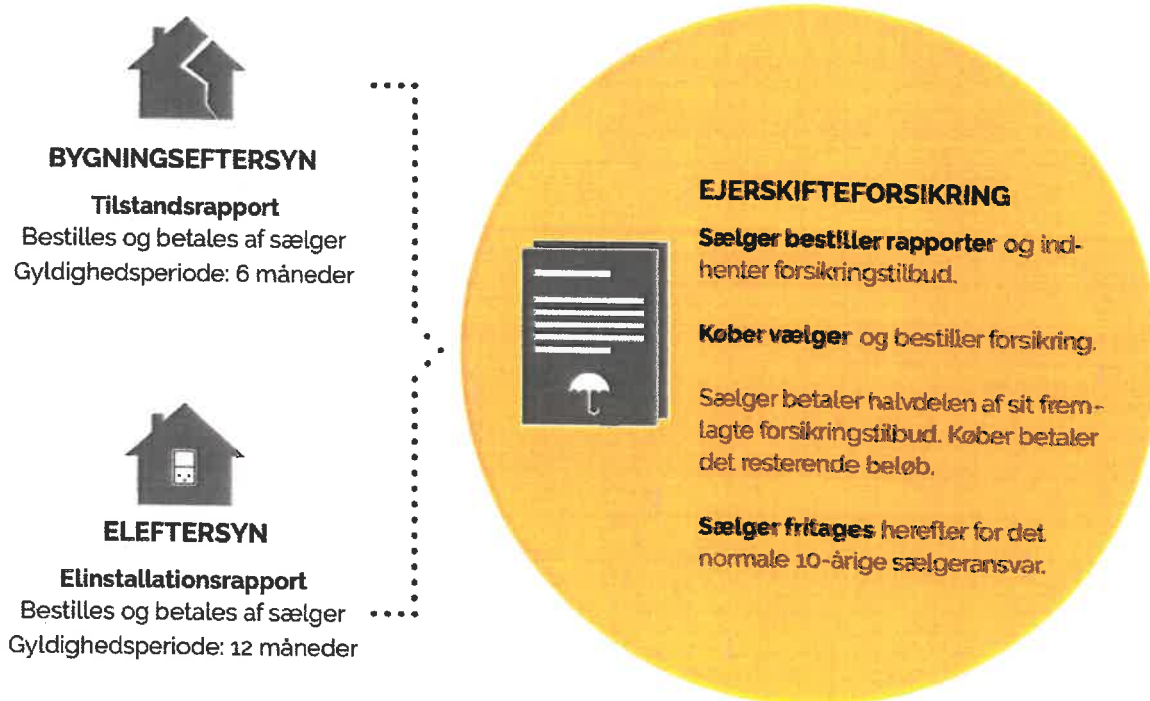 BYGNINGSEFTERSYN
Tilstandsrapport
Bestilles og betales af sælger
Gyldighedsperiode: 6 måneder
ELEFTERSYN
Elinstallationsrapport
Bestilles og betales af sælger
Gyldighedsperiode: 12 måneder
EJERSKIFTEFORSIKRING
Sælger bestiller rapporter og ind-
henter forsikringstilbud.
Køber vælger og bestiller forsikring.
Sælger betaler halvdelen af sit frem-
lagte forsikringstilbud. Køber betaler
det resterende beløb.
Sælger fritages herefter for det
normale 10-årige sælgeransvar.